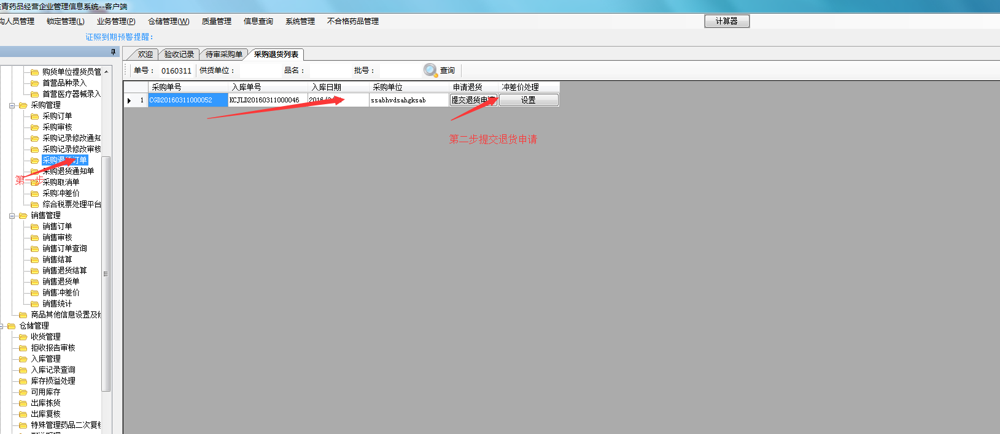 青药品经营企业管理信息系统--客户端
购人员管理 锁定管理(L) 业务管理(P) 仓储管理(W) 质量管理 信息查询 系统管理 不合格药品管理 计算器
证照到期预警提醒：
欢迎 验收记录 待审采购单 采购退货列表
单号： 0160311 供货单位： 品名： 批号： 查询
采购单号 入库单号 入库日期 采购单位 申请退货 冲差价处理
1 CGD20160311000052 KCJLD20160311000046 2016/ ssabhvdsahgksab 提交退货申请 设置
第二步提交退货申请
购货单位提货员管
首营品种录入
首营医疗器械录入
采购管理
采购订单
采购审核
采购记录修改通知
采购记录修改审核
采购退货订单
采购退货通知单
第一步
采购取消单
采购冲差价
综合税票处理平台
销售管理
销售订单
销售审核
销售订单查询
销售结算
销售退货结算
销售退货单
销售冲差价
销售统计
商品其他信息设置及
仓储管理
收货管理
拒收报告审核
入库管理
入库记录查询
库存损溢处理
可用库存
出库拣货
出库复核
特殊管理药品二次复核